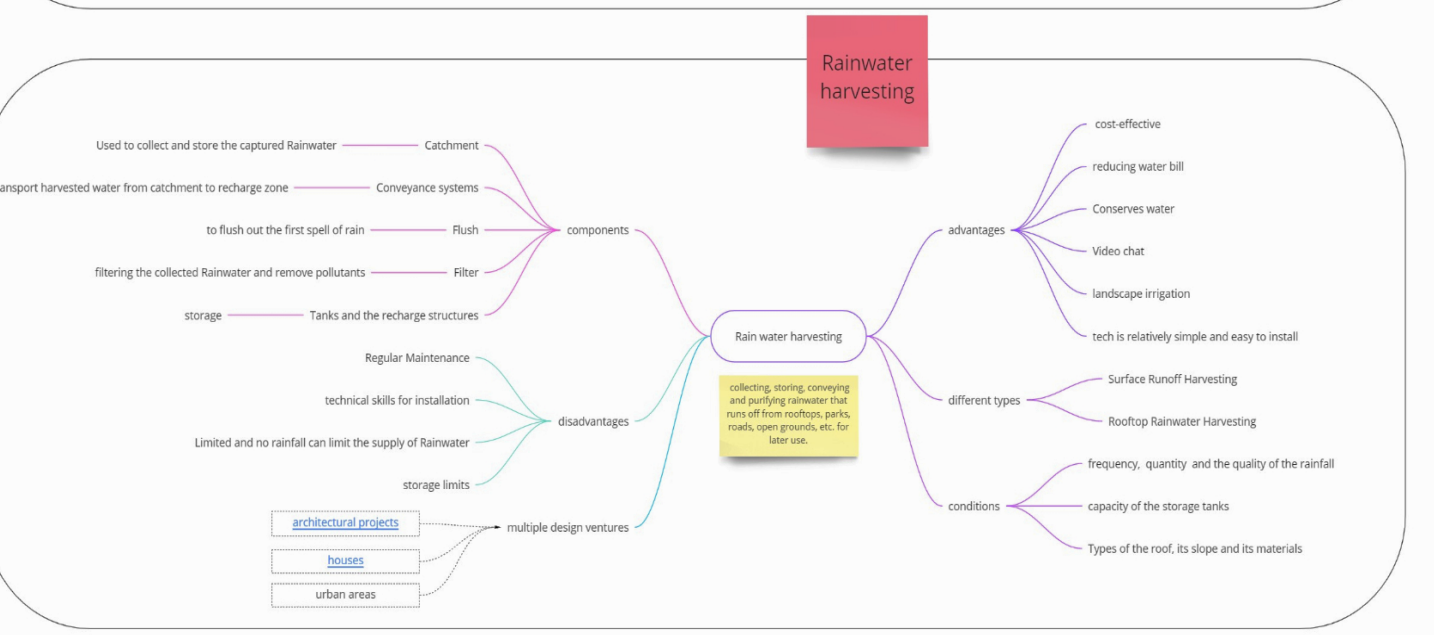 Rainwater
harvesting
Used to collect and store the captured Rainwater
Catchment
harvested water from catchment to recharge zone
Conveyance systems
to flush out the first spell of rain
Flush
filtering the collected Rainwater and remove pollutants
Filter
storage
Tanks and the recharge structures
components
Regular Maintenance
technical skills for installation
Limited and no rainfall can limit the supply of Rainwater
storage limits
disadvantages
architectural projects
houses
urban areas
multiple design ventures
Rain water harvesting
collecting, storing, conveying
and purifying rainwater that
runs off from rooftops, parks,
roads, open grounds, etc. for
later use.
advantages
cost-effective
reducing water bill
Conserves water
Video chat
landscape irrigation
tech is relatively simple and easy to install
different types
Surface Runoff Harvesting
Rooftop Rainwater Harvesting
conditions
frequency, quantity and the quality of the rainfall
capacity of the storage tanks
Types of the roof, its slope and its materials